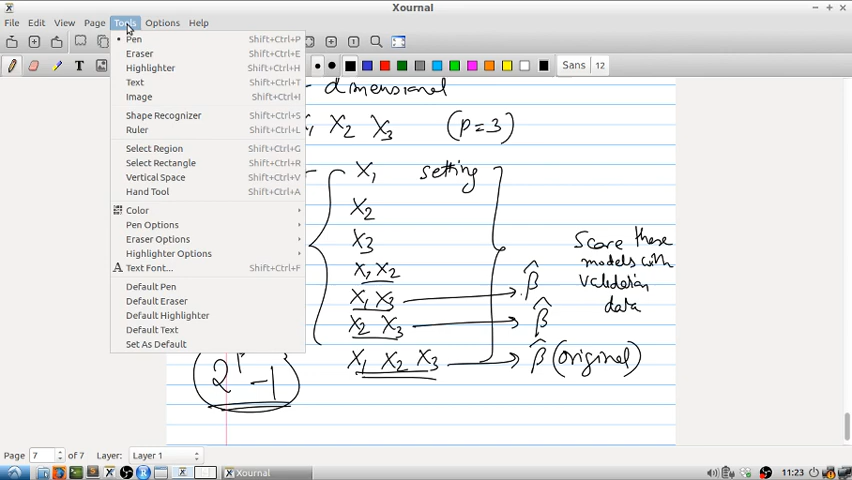 Xournal
File Edit View Page Tools Options Help
Pen Shift+Ctrl+P
Eraser Shift+Ctrl+E
Highlighter Shift+Ctrl+H
Text Shift+Ctrl+T
Image Shift+Ctrl+I
Shape Recognizer Shift+Ctrl+S
Ruler Shift+Ctrl+L
Select Region Shift+Ctrl+G
Select Rectangle Shift+Ctrl+R
Vertical Space Shift+Ctrl+V
Hand Tool Shift+Ctrl+A
Color
Pen Options
Eraser Options
Highlighter Options
Text Font... Shift+Ctrl+F
Default Pen
Default Eraser
Default Highlighter
Default Text
Set As Default
Sans 12
- dimensional
X₂ X₃ (p=3)
X₁ setting
X₂
X₃
X₁ X₂
X₁ X₃ β̂
X₂ X₃ β̂
X₁ X₂ X₃ β̂ (original)
Score these
models with
validation
data
2ᵖ -1
Page 7 of 7 Layer: Layer 1
Xournal 11:23